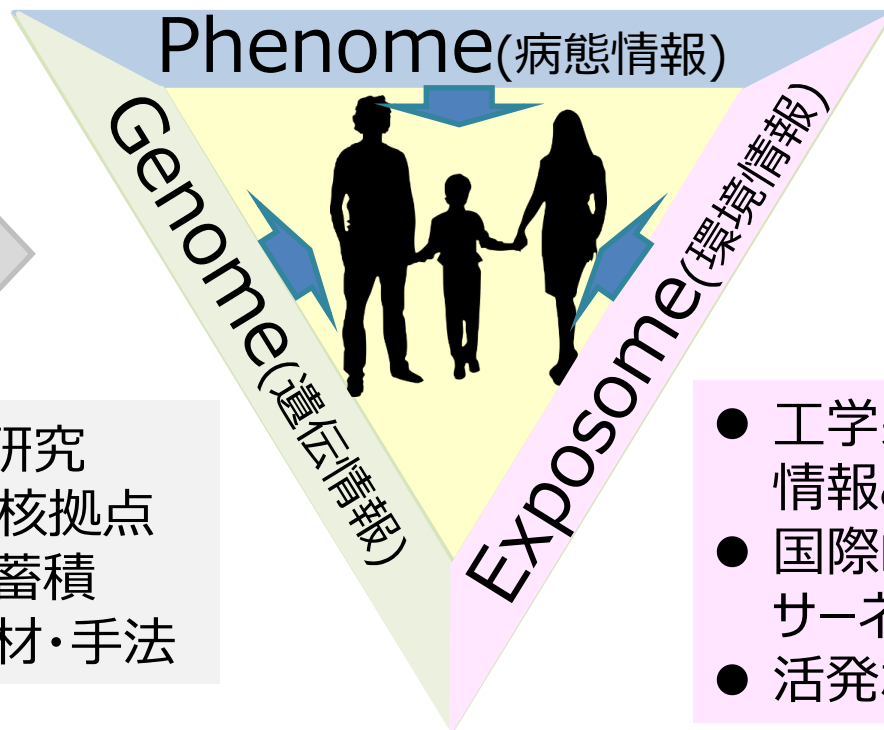 Phenome(病態情報)
Genome(遺伝情報)
Exposome(環境情報)
研究
核拠点
蓄積
材・手法
● 工学
情報
● 国際
サーネ
● 活発